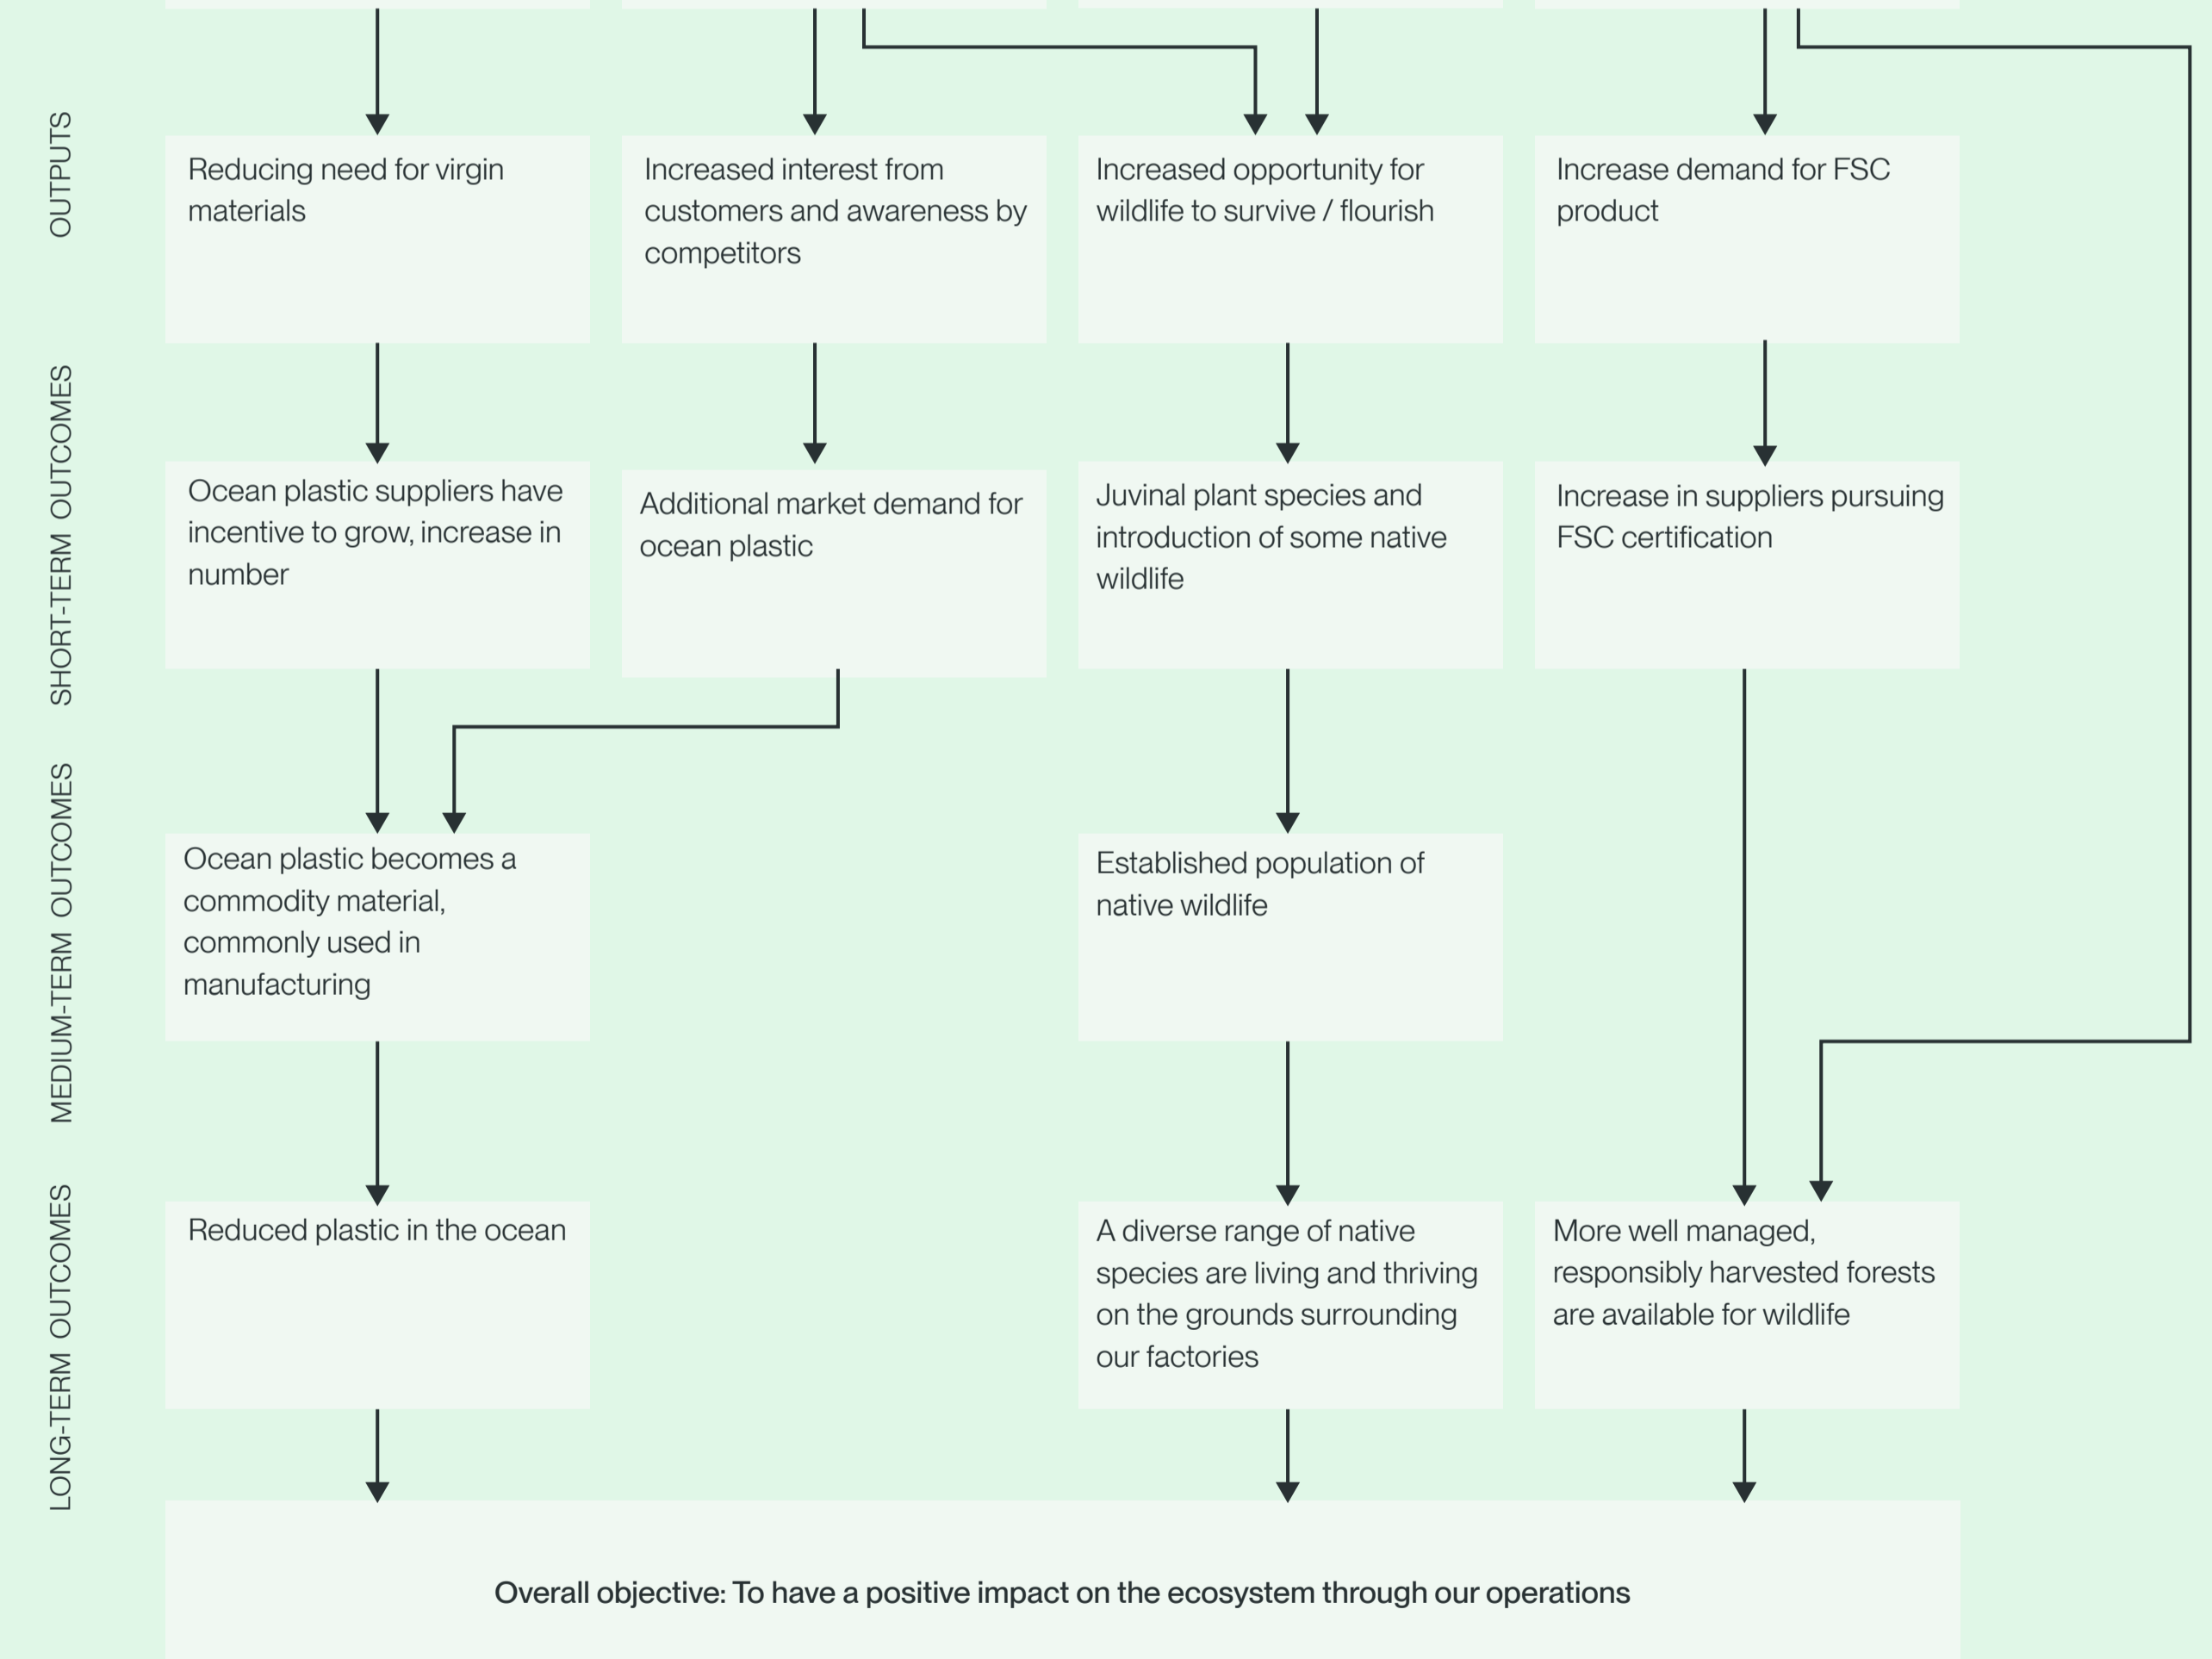 OUTPUTS
Reducing need for virgin
materials
Increased interest from
customers and awareness by
competitors
Increased opportunity for
wildlife to survive / flourish
Increase demand for FSC
product
SHORT-TERM OUTCOMES
Ocean plastic suppliers have
incentive to grow, increase in
number
Additional market demand for
ocean plastic
Juvinal plant species and
introduction of some native
wildlife
Increase in suppliers pursuing
FSC certification
MEDIUM-TERM OUTCOMES
Ocean plastic becomes a
commodity material,
commonly used in
manufacturing
Established population of
native wildlife
LONG-TERM OUTCOMES
Reduced plastic in the ocean
A diverse range of native
species are living and thriving
on the grounds surrounding
our factories
More well managed,
responsibly harvested forests
are available for wildlife
Overall objective: To have a positive impact on the ecosystem through our operations